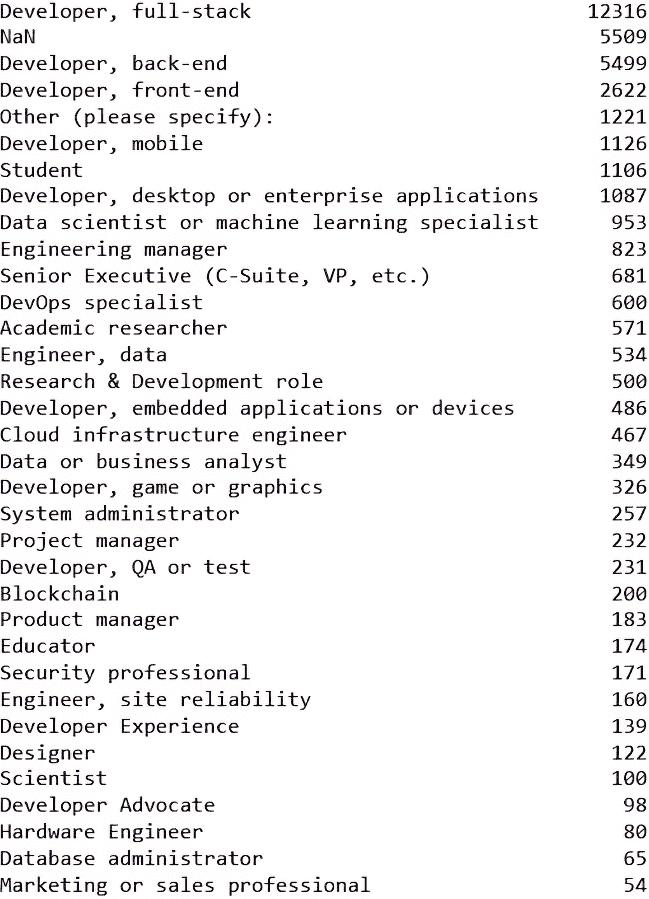 Developer, full-stack 12316
NaN 5509
Developer, back-end 5499
Developer, front-end 2622
Other (please specify): 1221
Developer, mobile 1126
Student 1106
Developer, desktop or enterprise applications 1087
Data scientist or machine learning specialist 953
Engineering manager 823
Senior Executive (C-Suite, VP, etc.) 681
DevOps specialist 600
Academic researcher 571
Engineer, data 534
Research & Development role 500
Developer, embedded applications or devices 486
Cloud infrastructure engineer 467
Data or business analyst 349
Developer, game or graphics 326
System administrator 257
Project manager 232
Developer, QA or test 231
Blockchain 200
Product manager 183
Educator 174
Security professional 171
Engineer, site reliability 160
Developer Experience 139
Designer 122
Scientist 100
Developer Advocate 98
Hardware Engineer 80
Database administrator 65
Marketing or sales professional 54